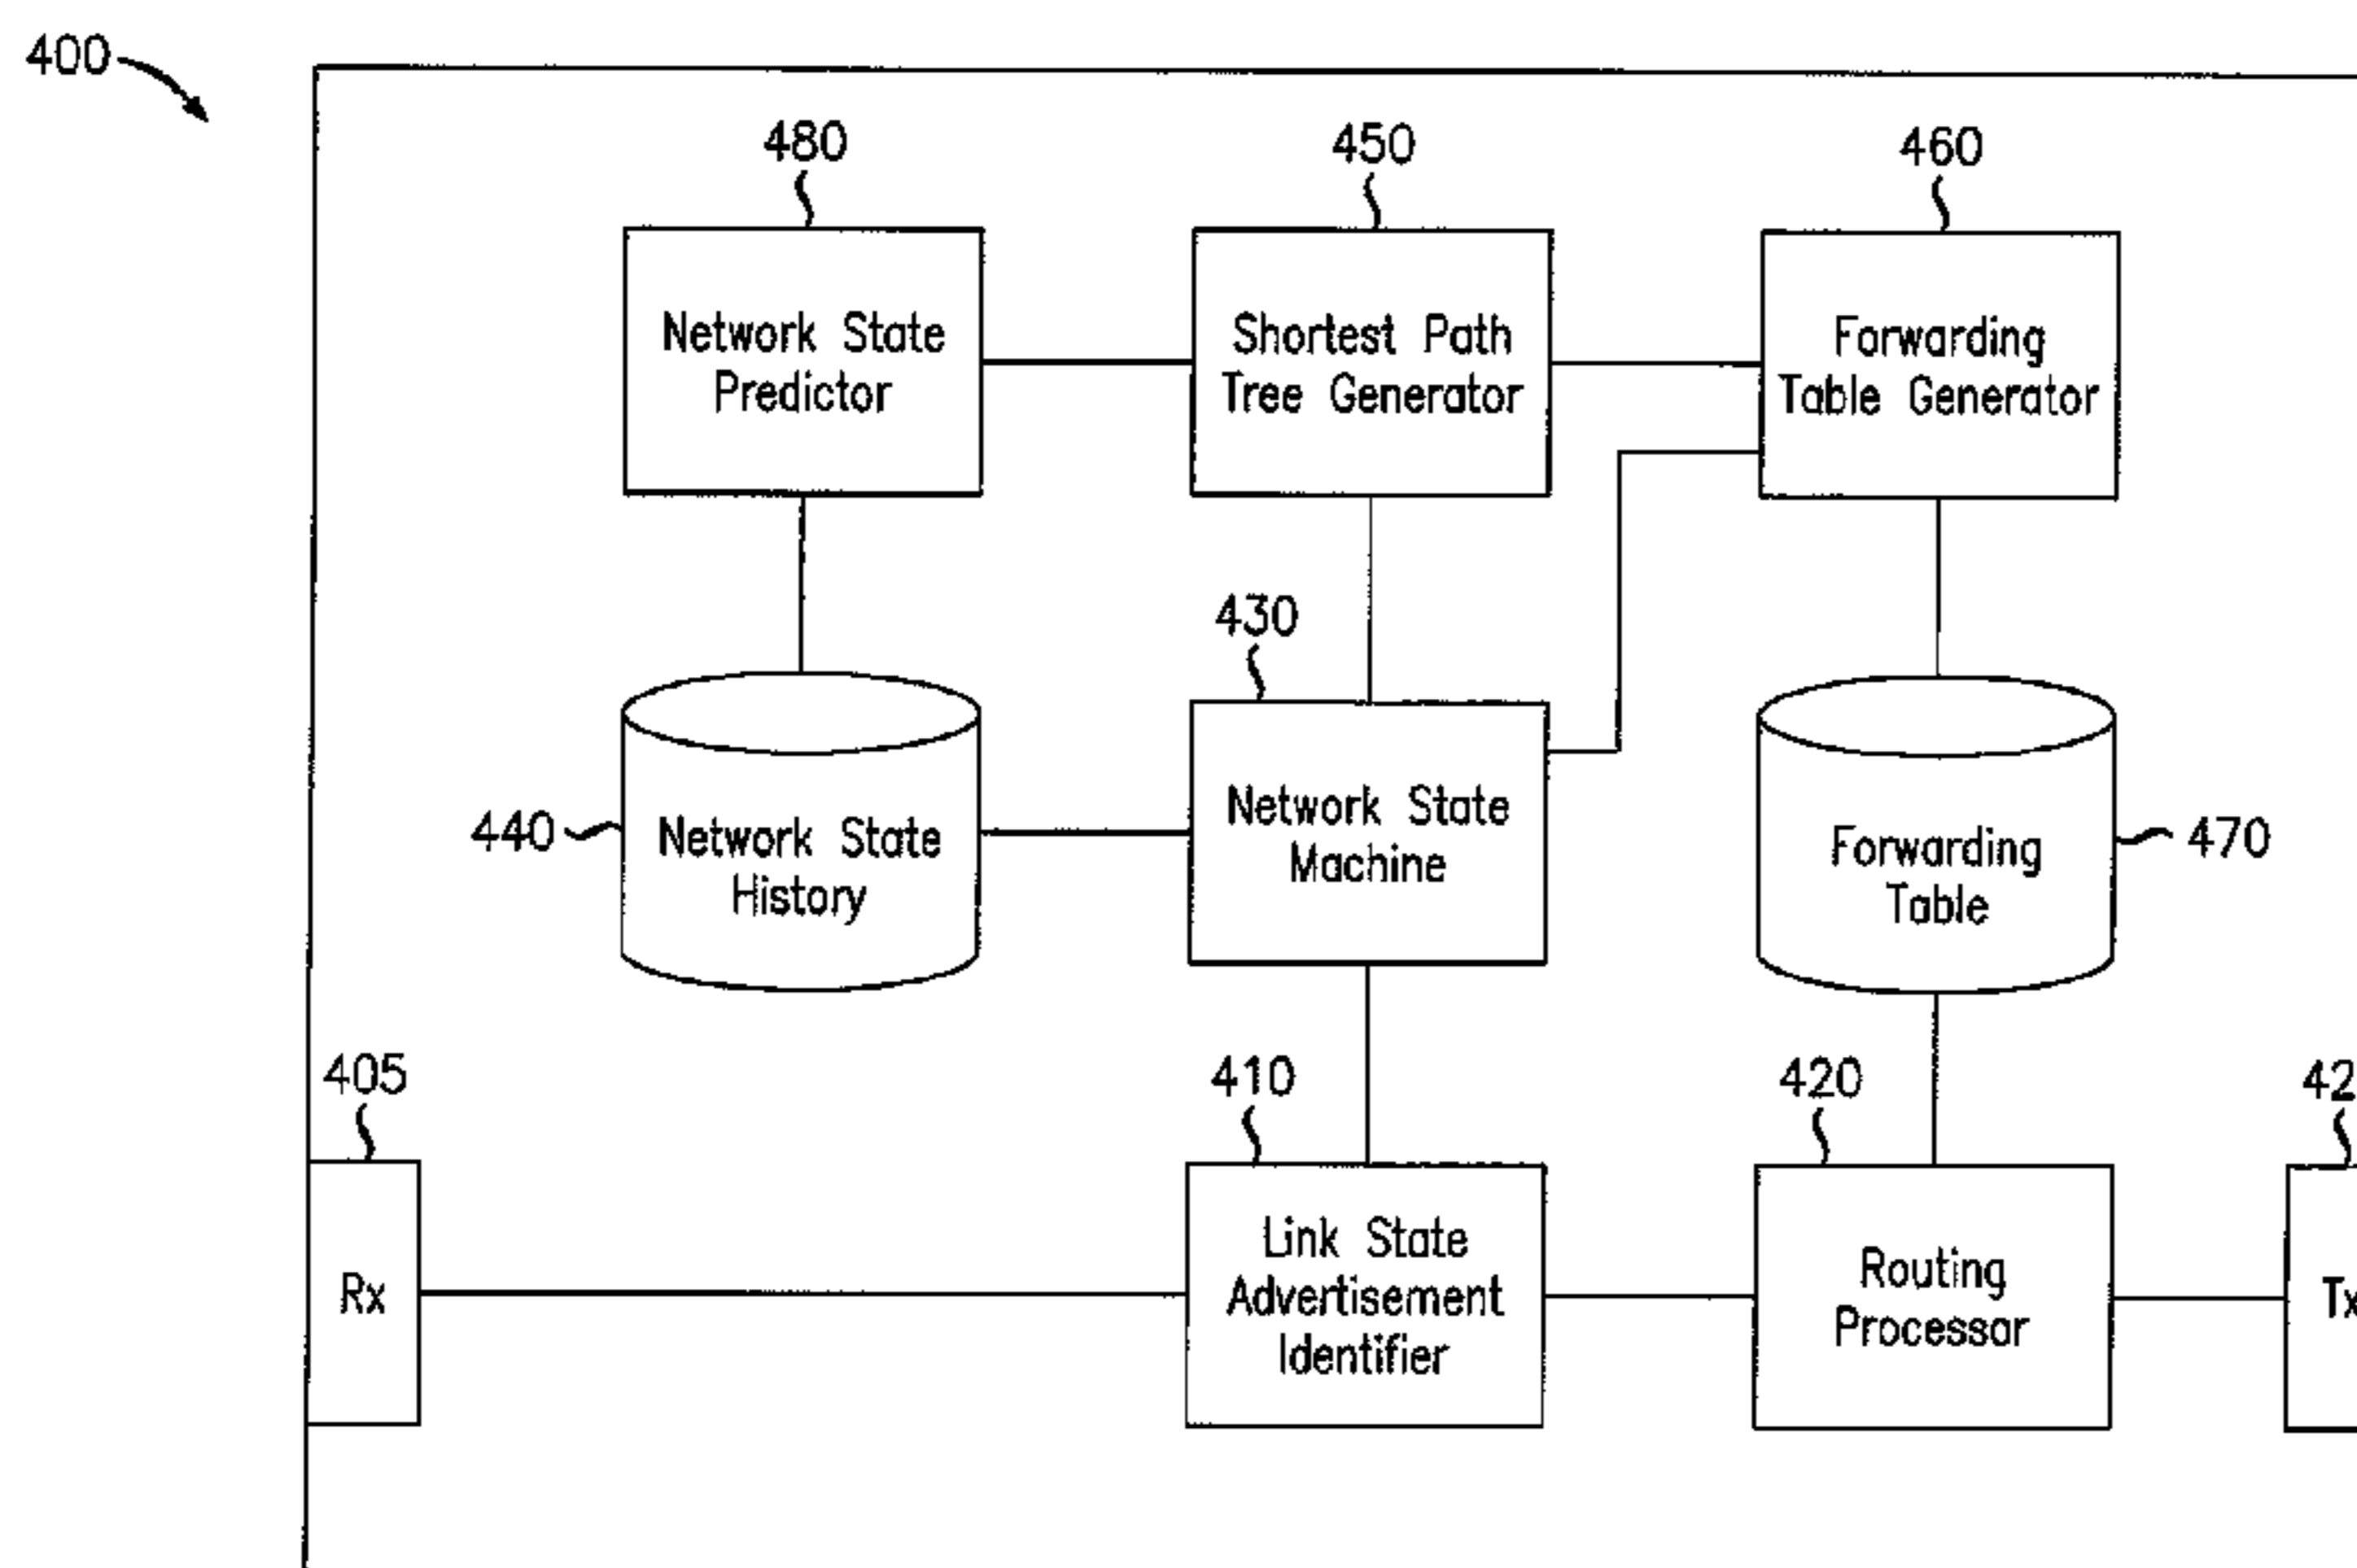 400
480
450
460
Network State
Predictor
Shortest Path
Tree Generator
Forwarding
Table Generator
430
440
Network State
History
Network State
Machine
Forwarding
Table
470
405
410
420
Rx
Link State
Advertisement
Identifier
Routing
Processor
Tx